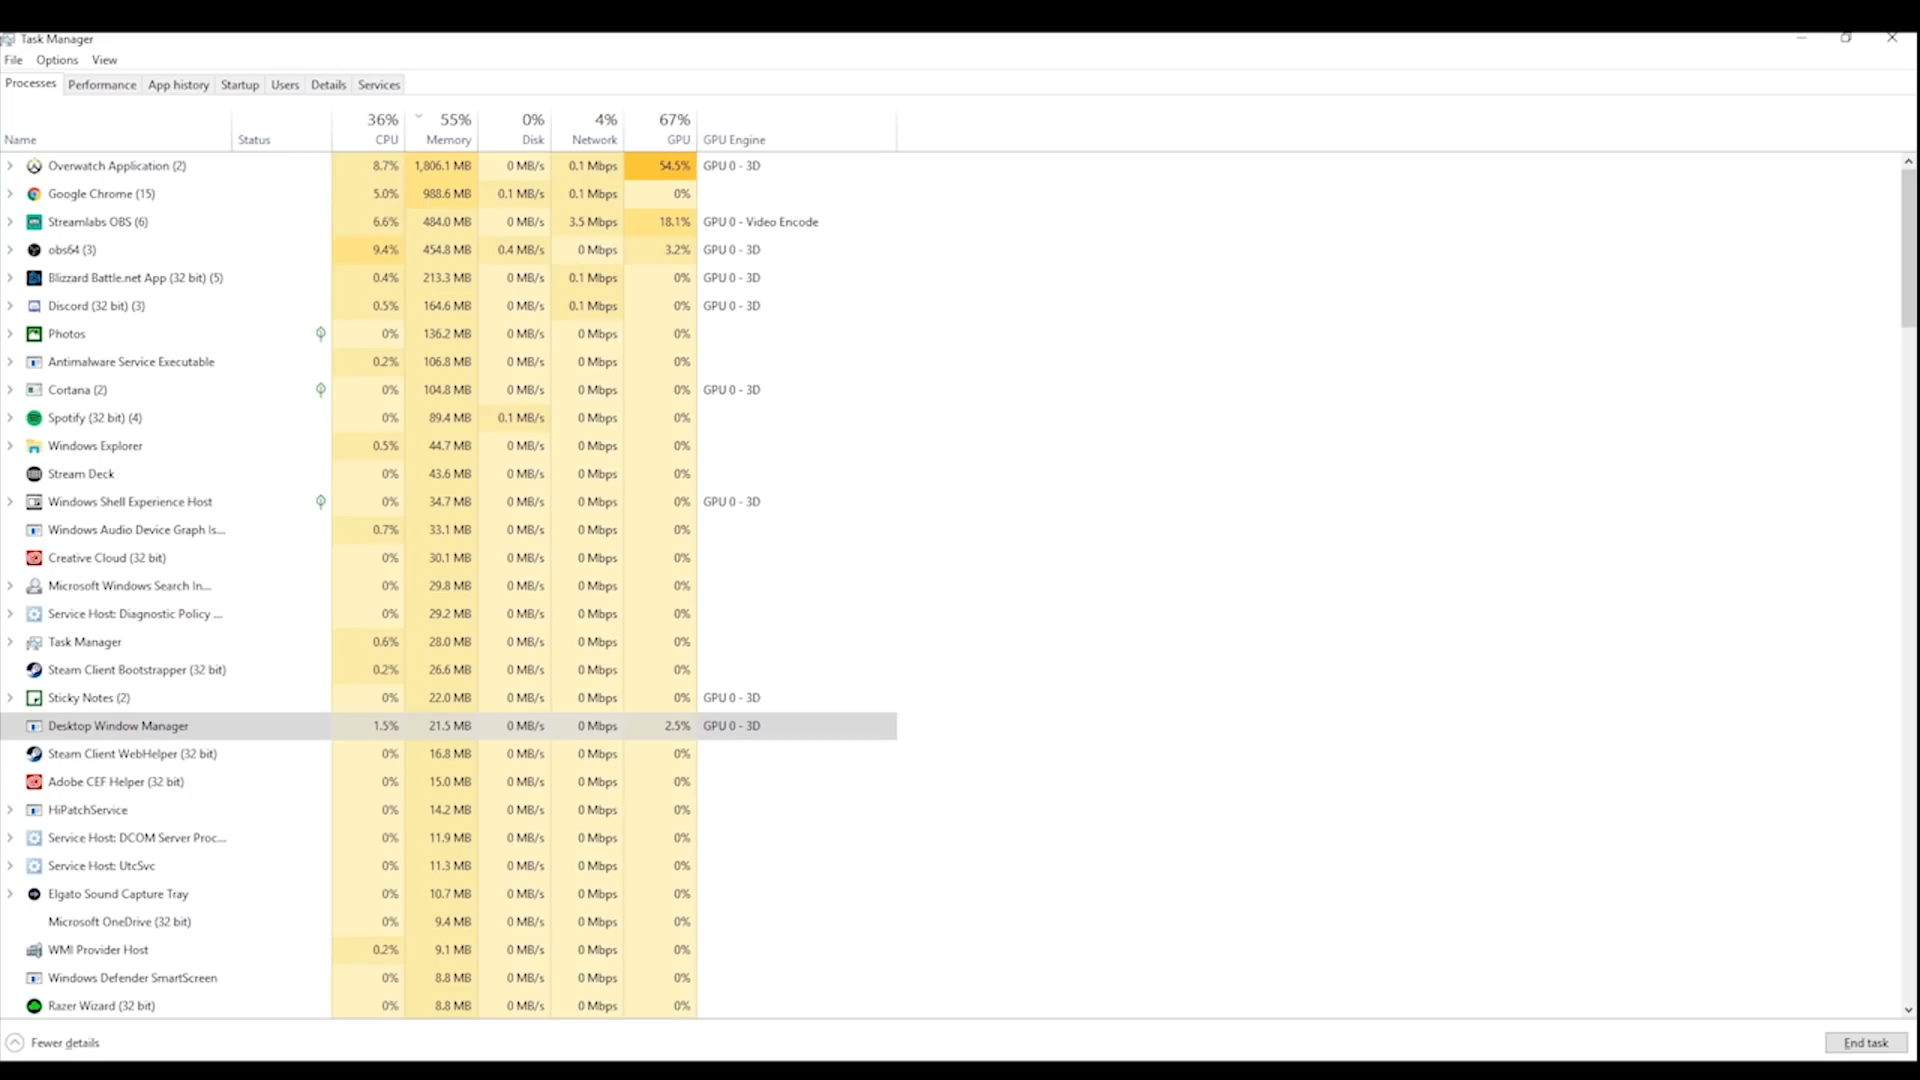 Task Manager
File Options View
Processes Performance App history Startup Users Details Services
36% 55% 0% 4% 67%
Name Status CPU Memory Disk Network GPU GPU Engine
Overwatch Application (2) 8.7% 1,806.1 MB 0 MB/s 0.1 Mbps 54.5% GPU 0 - 3D
Google Chrome (15) 5.0% 988.6 MB 0.1 MB/s 0.1 Mbps 0%
Streamlabs OBS (6) 6.6% 484.0 MB 0 MB/s 3.5 Mbps 18.1% GPU 0 - Video Encode
obs64 (3) 9.4% 454.8 MB 0.4 MB/s 0 Mbps 3.2% GPU 0 - 3D
Blizzard Battle.net App (32 bit) (5) 0.4% 213.3 MB 0 MB/s 0.1 Mbps 0% GPU 0 - 3D
Discord (32 bit) (3) 0.5% 164.6 MB 0 MB/s 0.1 Mbps 0% GPU 0 - 3D
Photos 0% 136.2 MB 0 MB/s 0 Mbps 0%
Antimalware Service Executable 0.2% 106.8 MB 0 MB/s 0 Mbps 0%
Cortana (2) 0% 104.8 MB 0 MB/s 0 Mbps 0% GPU 0 - 3D
Spotify (32 bit) (4) 0% 89.4 MB 0.1 MB/s 0 Mbps 0%
Windows Explorer 0.5% 44.7 MB 0 MB/s 0 Mbps 0%
Stream Deck 0% 43.6 MB 0 MB/s 0 Mbps 0%
Windows Shell Experience Host 0% 34.7 MB 0 MB/s 0 Mbps 0% GPU 0 - 3D
Windows Audio Device Graph Is... 0.7% 33.1 MB 0 MB/s 0 Mbps 0%
Creative Cloud (32 bit) 0% 30.1 MB 0 MB/s 0 Mbps 0%
Microsoft Windows Search In... 0% 29.8 MB 0 MB/s 0 Mbps 0%
Service Host: Diagnostic Policy ... 0% 29.2 MB 0 MB/s 0 Mbps 0%
Task Manager 0.6% 28.0 MB 0 MB/s 0 Mbps 0%
Steam Client Bootstrapper (32 bit) 0.2% 26.6 MB 0 MB/s 0 Mbps 0%
Sticky Notes (2) 0% 22.0 MB 0 MB/s 0 Mbps 0% GPU 0 - 3D
Desktop Window Manager 1.5% 21.5 MB 0 MB/s 0 Mbps 2.5% GPU 0 - 3D
Steam Client WebHelper (32 bit) 0% 16.8 MB 0 MB/s 0 Mbps 0%
Adobe CEF Helper (32 bit) 0% 15.0 MB 0 MB/s 0 Mbps 0%
HiPatchService 0% 14.2 MB 0 MB/s 0 Mbps 0%
Service Host: DCOM Server Proc... 0% 11.9 MB 0 MB/s 0 Mbps 0%
Service Host: UtcSvc 0% 11.3 MB 0 MB/s 0 Mbps 0%
Elgato Sound Capture Tray 0% 10.7 MB 0 MB/s 0 Mbps 0%
Microsoft OneDrive (32 bit) 0% 9.4 MB 0 MB/s 0 Mbps 0%
WMI Provider Host 0.2% 9.1 MB 0 MB/s 0 Mbps 0%
Windows Defender SmartScreen 0% 8.8 MB 0 MB/s 0 Mbps 0%
Razer Wizard (32 bit) 0% 8.8 MB 0 MB/s 0 Mbps 0%
Fewer details End task